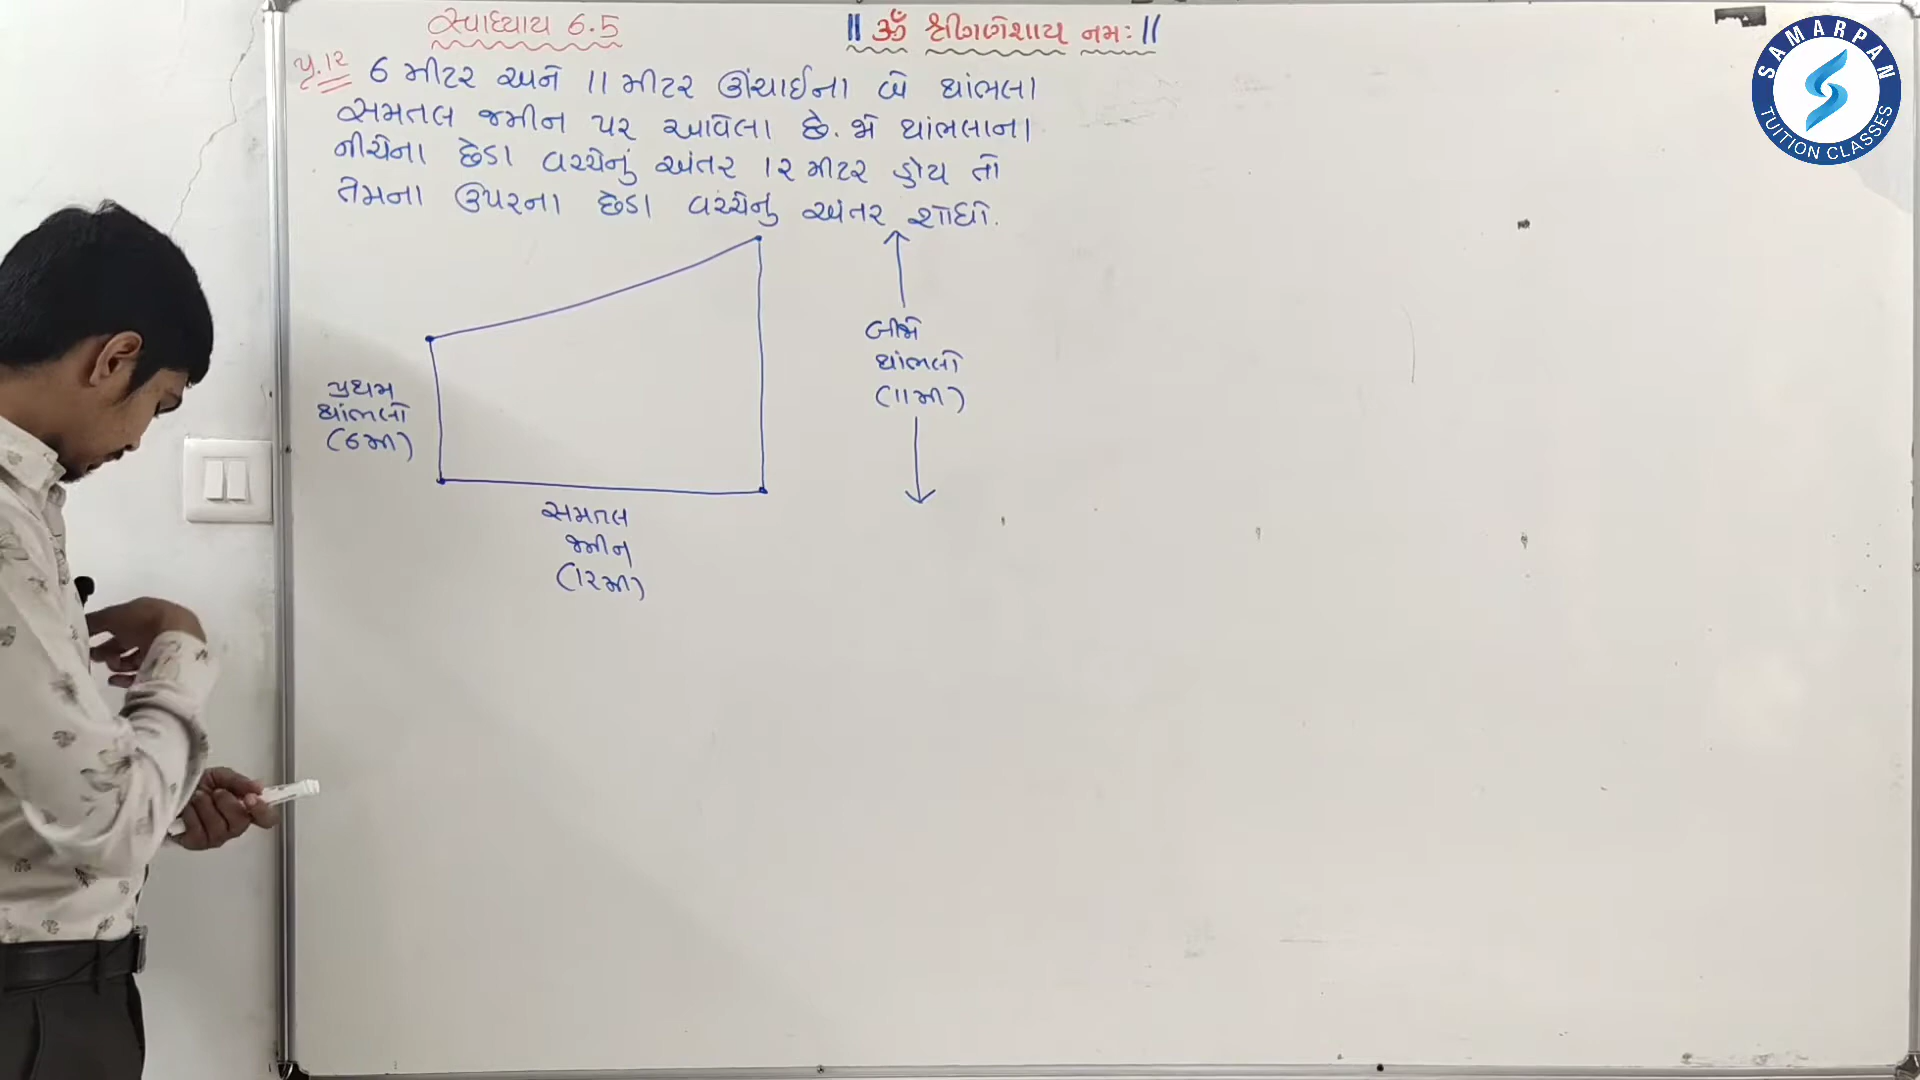 સ્વાધ્યાય 6.5
|| ૐ શ્રીગણેશાય નમઃ ||
પ્ર.12 6 મીટર અને 11 મીટર ઊંચાઈના બે થાંભલા
સમતલ જમીન પર આવેલા છે. જો થાંભલાના
નીચેના છેડા વચ્ચેનું અંતર 12 મીટર હોય તો
તેમના ઉપરના છેડા વચ્ચેનું અંતર શોધો.
પ્રથમ
થાંભલો
(6મી)
બીજો
થાંભલો
(11મી)
સમતલ
જમીન
(12મી)
SAMARPAN
TUITION CLASSES